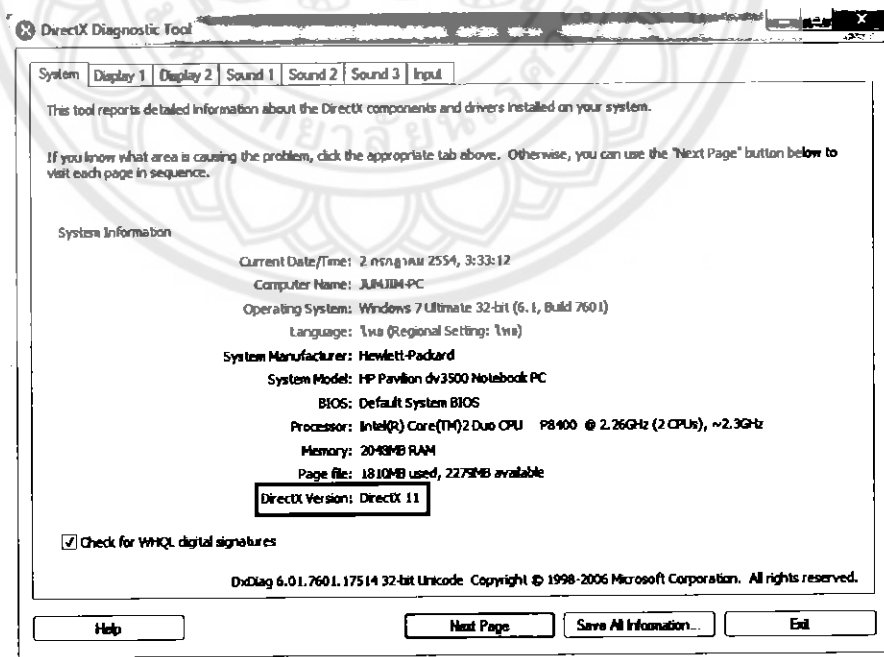 DirectX Diagnostic Tool
System Display 1 Display 2 Sound 1 Sound 2 Sound 3 Input
This tool reports detailed information about the DirectX components and drivers installed on your system.
If you know what area is causing the problem, click the appropriate tab above. Otherwise, you can use the "Next Page" button below to
visit each page in sequence.
System Information
Current Date/Time: 2 กรกฎาคม 2554, 3:33:12
Computer Name: JUMJIM-PC
Operating System: Windows 7 Ultimate 32-bit (6.1, Build 7601)
Language: ไทย (Regional Setting: ไทย)
System Manufacturer: Hewlett-Packard
System Model: HP Pavilion dv3500 Notebook PC
BIOS: Default System BIOS
Processor: Intel(R) Core(TM)2 Duo CPU P8400 @ 2.26GHz (2 CPUs), ~2.3GHz
Memory: 2048MB RAM
Page file: 1810MB used, 2279MB available
DirectX Version: DirectX 11
Check for WHQL digital signatures
DxDiag 6.01.7601.17514 32-bit Unicode Copyright © 1998-2006 Microsoft Corporation. All rights reserved.
Help Next Page Save All Information... Exit